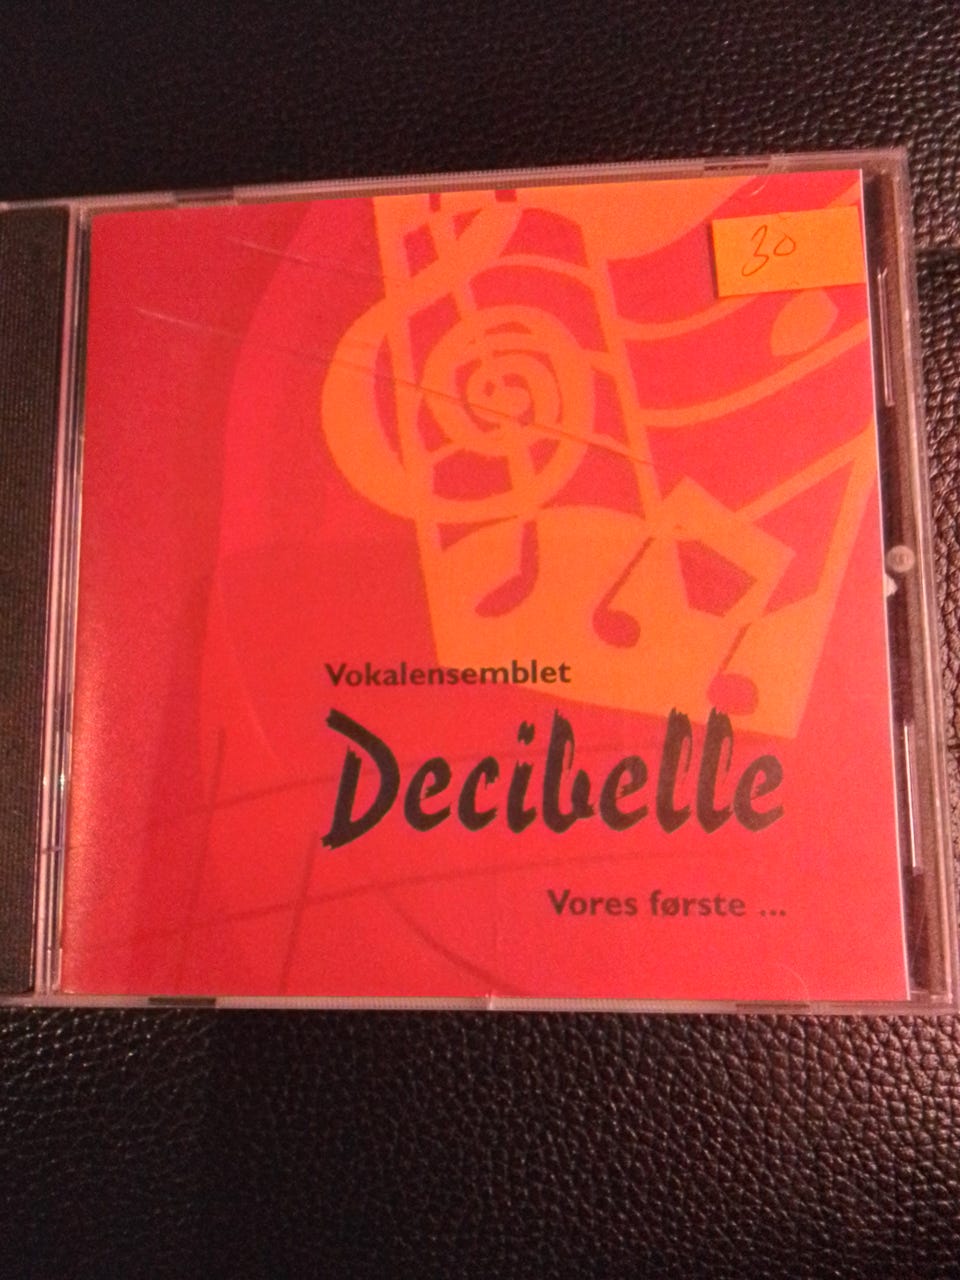 30
Vokalensemblet
Decibelle
Vores første ...